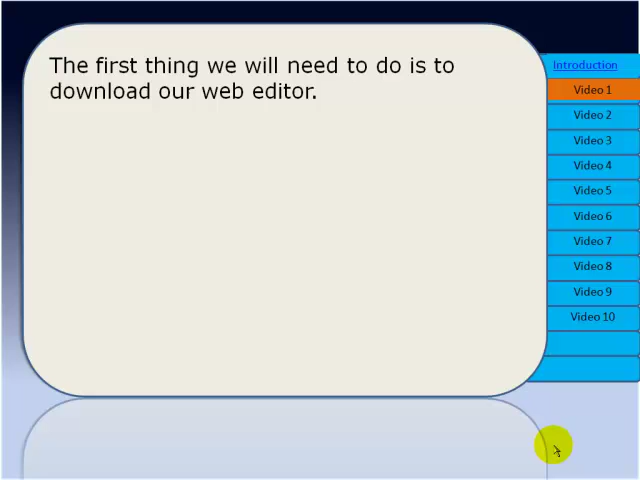 The first thing we will need to do is to
download our web editor.
Introduction
Video 1
Video 2
Video 3
Video 4
Video 5
Video 6
Video 7
Video 8
Video 9
Video 10